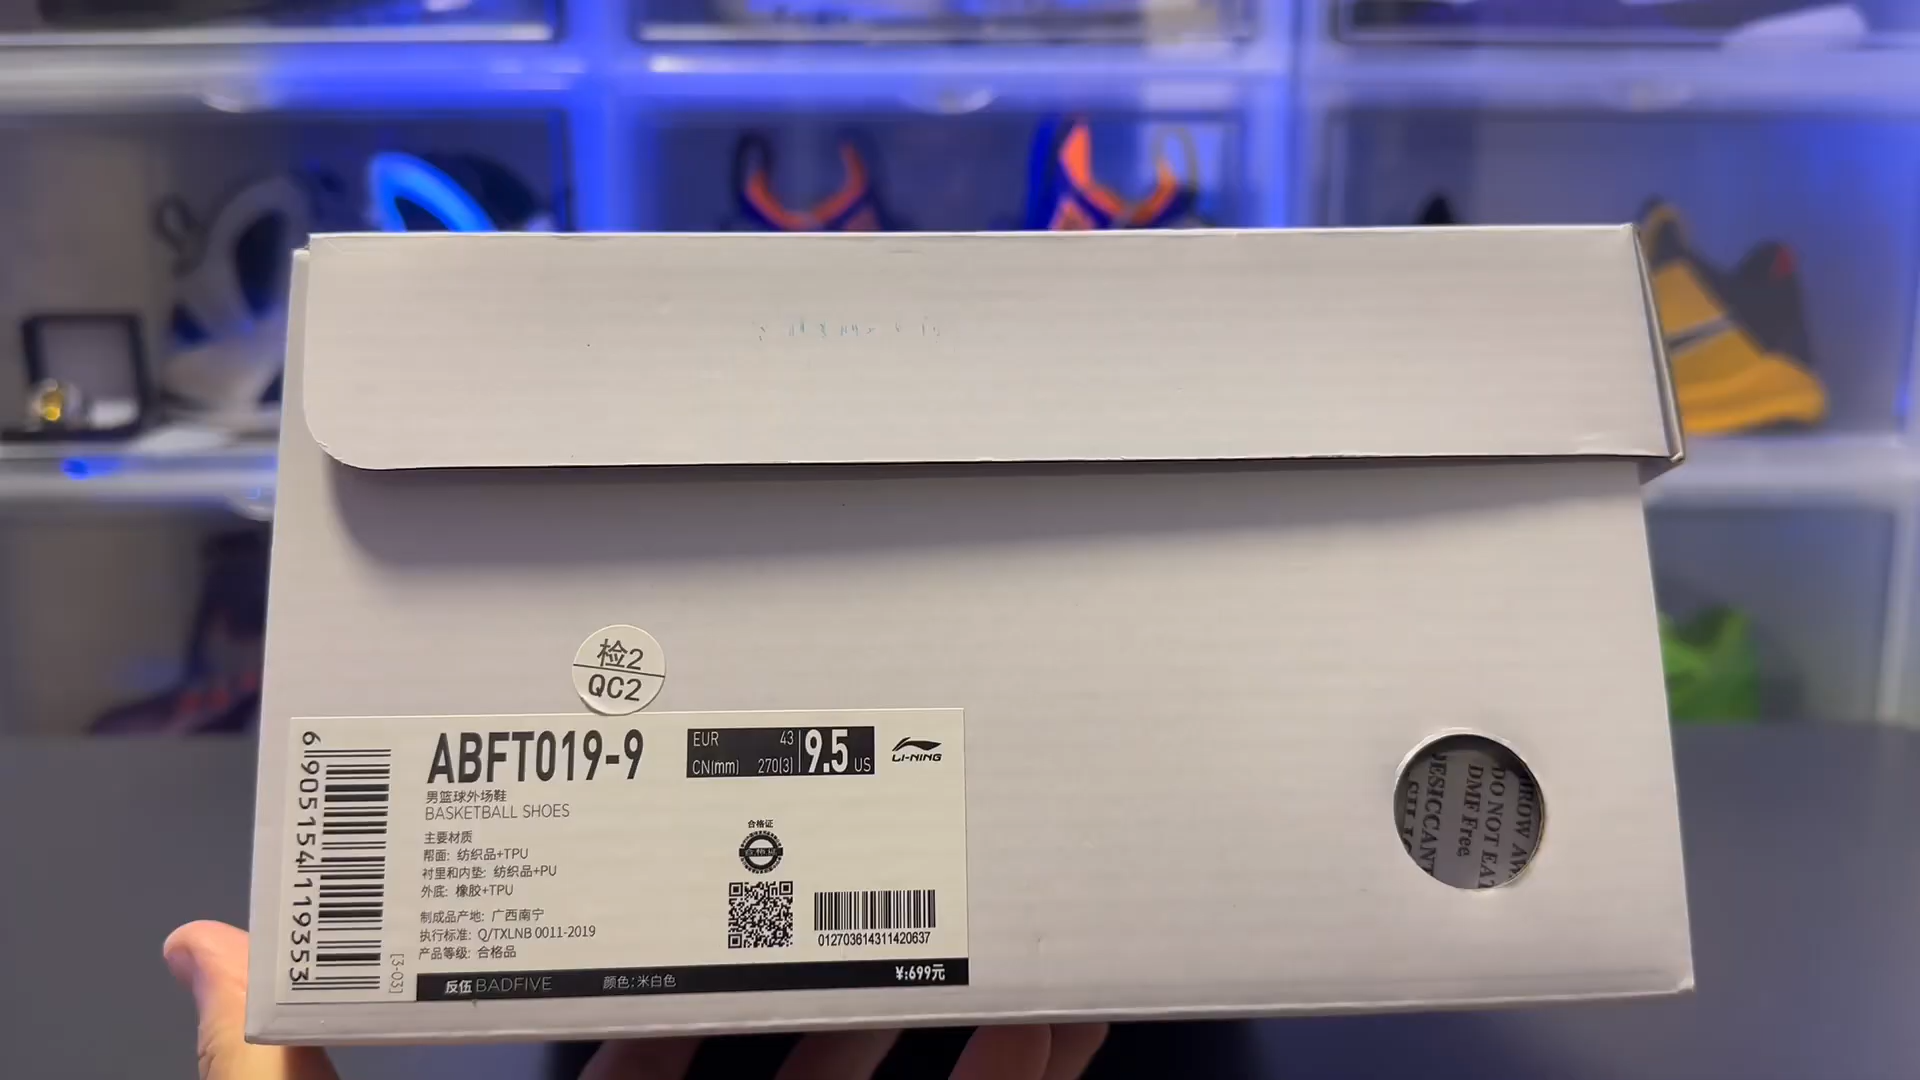 检2
QC2
6905154119353
[3-03]
ABFT019-9
EUR 43
CN(mm) 270(3)
9.5 US
LI-NING
男篮球外场鞋
BASKETBALL SHOES
主要材质
帮面: 纺织品+TPU
衬里和内垫: 纺织品+PU
外底: 橡胶+TPU
制成品产地: 广西南宁
执行标准: Q/TXLNB 0011-2019
产品等级: 合格品
合格证
012703614311420637
反伍 BADFIVE
颜色:米白色
¥:699元
DO NOT EAT
DMF Free